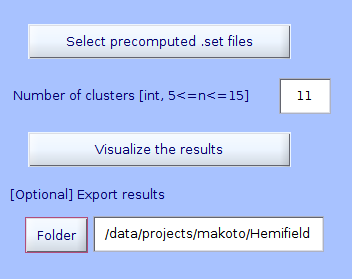 Select precomputed .set files
Number of clusters [int, 5<=n<=15] 11
Visualize the results
[Optional] Export results
Folder /data/projects/makoto/Hemifield